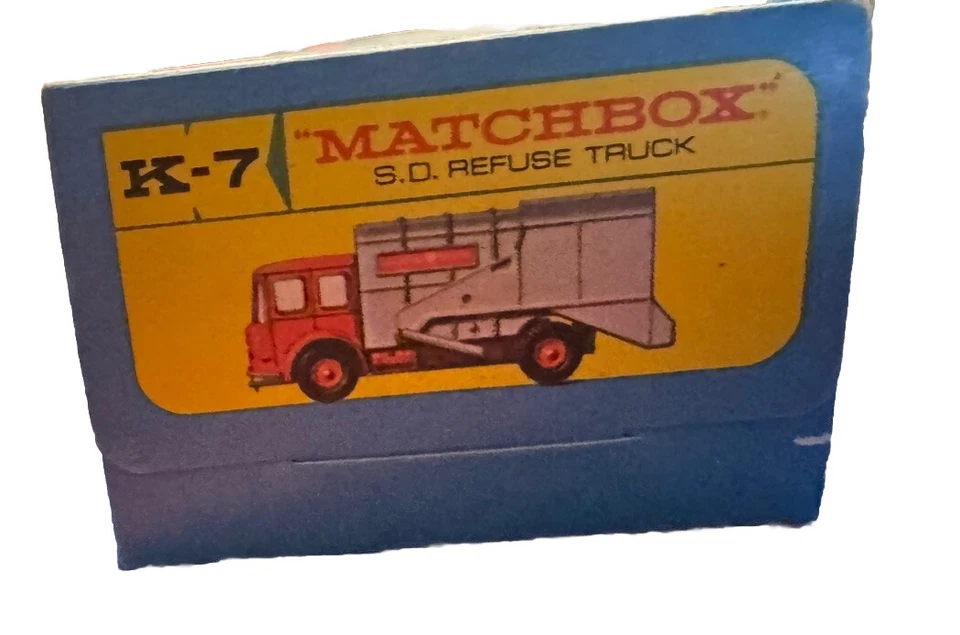 K-7
"MATCHBOX"
S.D. REFUSE TRUCK